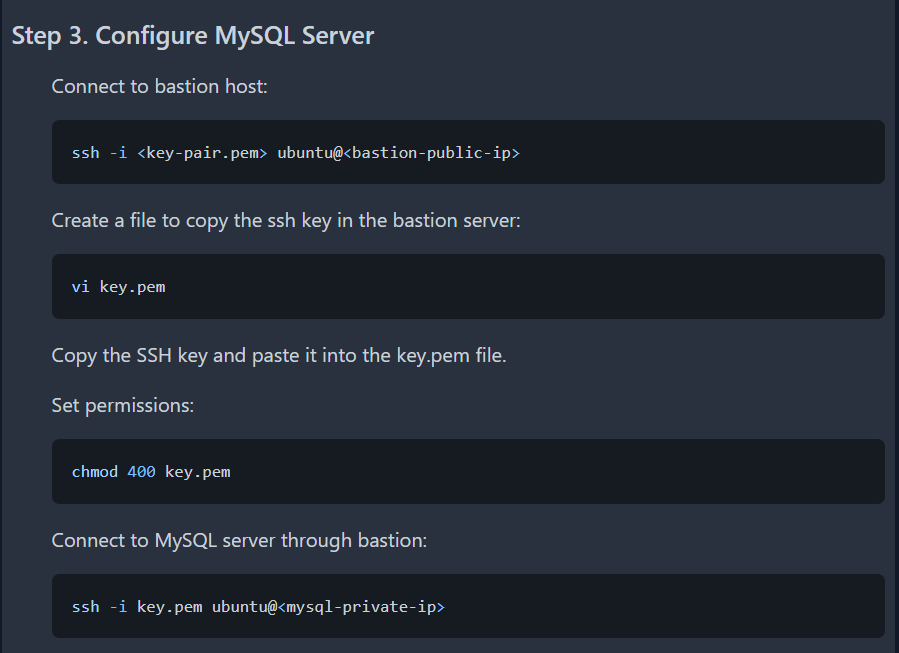 Step 3. Configure MySQL Server
Connect to bastion host:
ssh -i <key-pair.pem> ubuntu@<bastion-public-ip>
Create a file to copy the ssh key in the bastion server:
vi key.pem
Copy the SSH key and paste it into the key.pem file.
Set permissions:
chmod 400 key.pem
Connect to MySQL server through bastion:
ssh -i key.pem ubuntu@<mysql-private-ip>